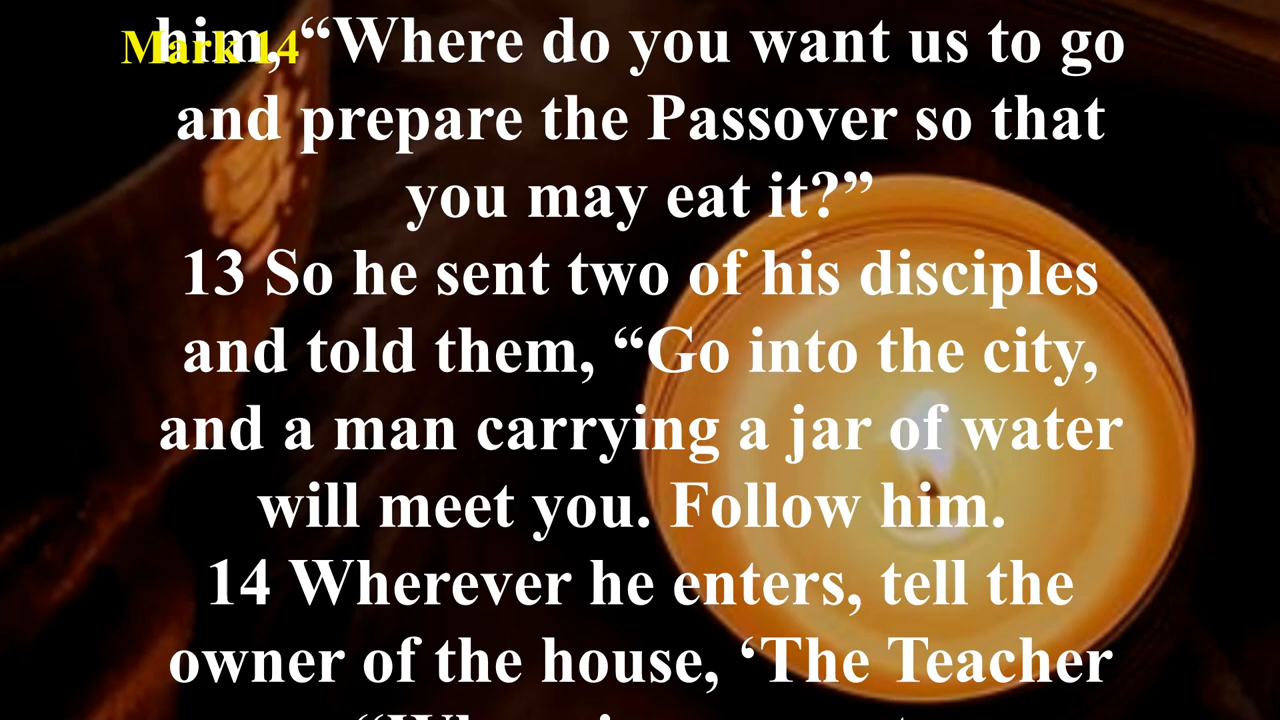 Mark 14
him, “Where do you want us to go
and prepare the Passover so that
you may eat it?”
13 So he sent two of his disciples
and told them, “Go into the city,
and a man carrying a jar of water
will meet you. Follow him.
14 Wherever he enters, tell the
owner of the house, ‘The Teacher